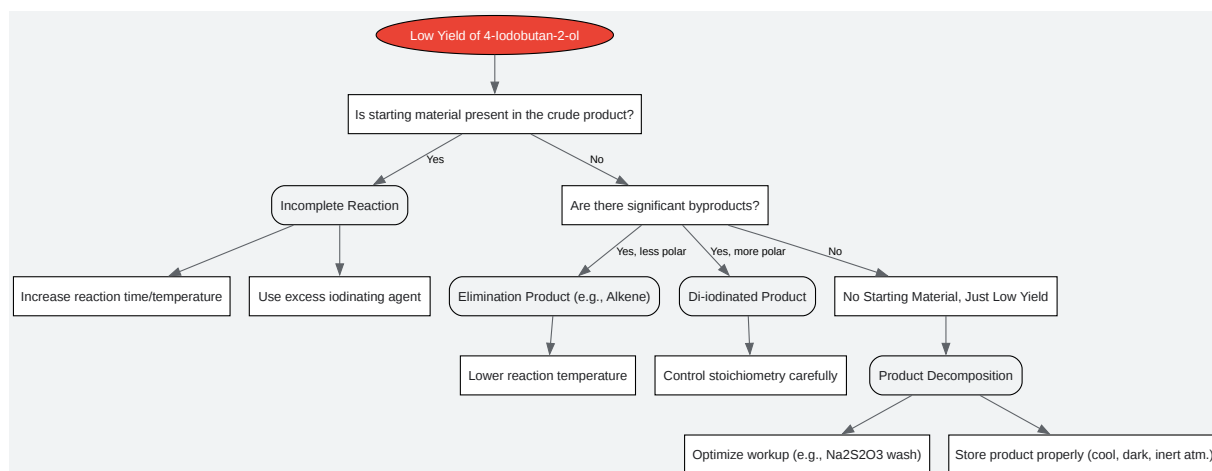 Low Yield of 4-Iodobutan-2-ol
Is starting material present in the crude product?
Yes
No
Incomplete Reaction
Are there significant byproducts?
Yes, less polar
Yes, more polar
No
Increase reaction time/temperature
Use excess iodinating agent
Elimination Product (e.g., Alkene)
Di-iodinated Product
No Starting Material, Just Low Yield
Lower reaction temperature
Control stoichiometry carefully
Product Decomposition
Optimize workup (e.g., Na2S2O3 wash)
Store product properly (cool, dark, inert atm.)